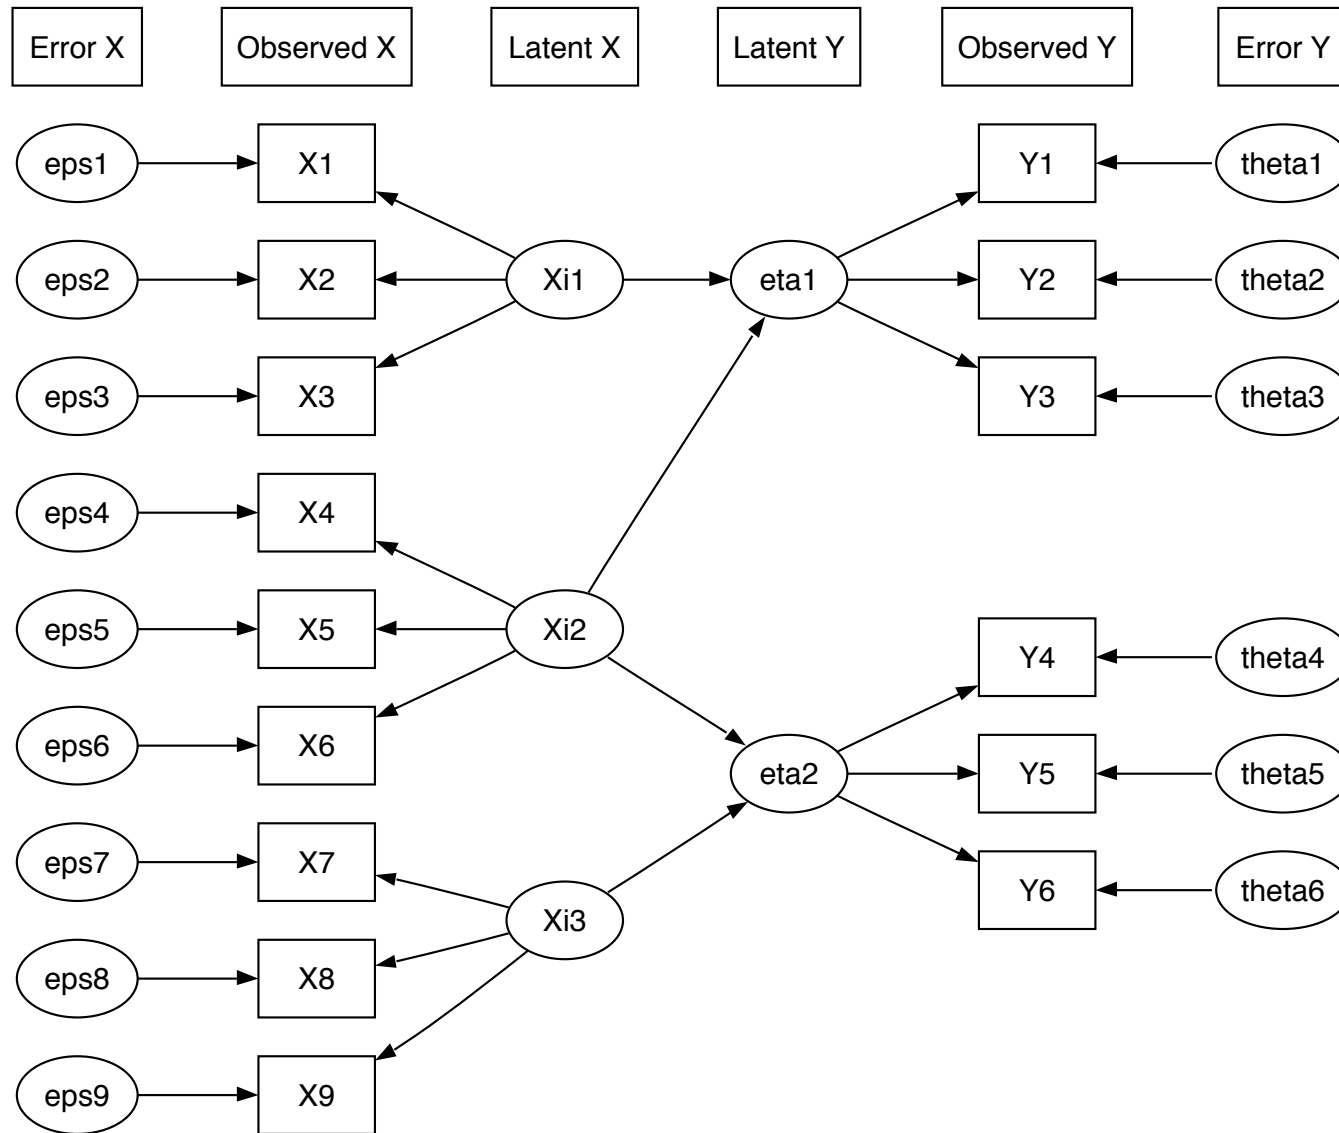 Error X Observed X Latent X Latent Y Observed Y Error Y
eps1 X1 Y1 theta1
eps2 X2 Xi1 eta1 Y2 theta2
eps3 X3 Y3 theta3
eps4 X4
eps5 X5 Xi2 Y4 theta4
eps6 X6 eta2 Y5 theta5
eps7 X7 Xi3 Y6 theta6
eps8 X8
eps9 X9